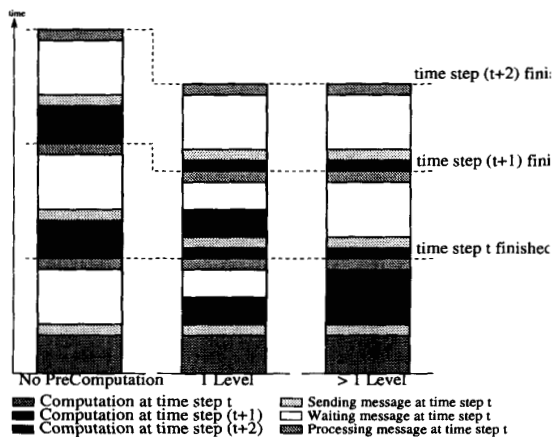 time
time step (t+2) fini
time step (t+1) fini
time step t finished
No PreComputation
1 Level
> 1 Level
Computation at time step t
Computation at time step (t+1)
Computation at time step (t+2)
Sending message at time step t
Waiting message at time step t
Processing message at time step t